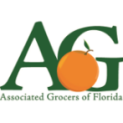 AG
Associated Grocers of Florida